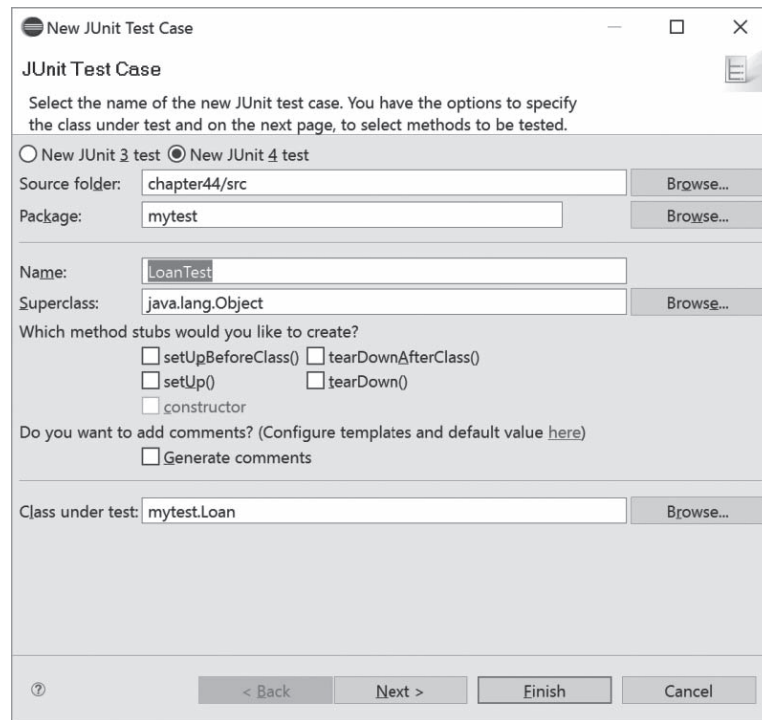 New JUnit Test Case
JUnit Test Case
Select the name of the new JUnit test case. You have the options to specify
the class under test and on the next page, to select methods to be tested.
New JUnit 3 test New JUnit 4 test
Source folder: chapter44/src Browse...
Package: mytest Browse...
Name: LoanTest
Superclass: java.lang.Object Browse...
Which method stubs would you like to create?
setUpBeforeClass() tearDownAfterClass()
setUp() tearDown()
constructor
Do you want to add comments? (Configure templates and default value here)
Generate comments
Class under test: mytest.Loan Browse...
? < Back Next > Finish Cancel